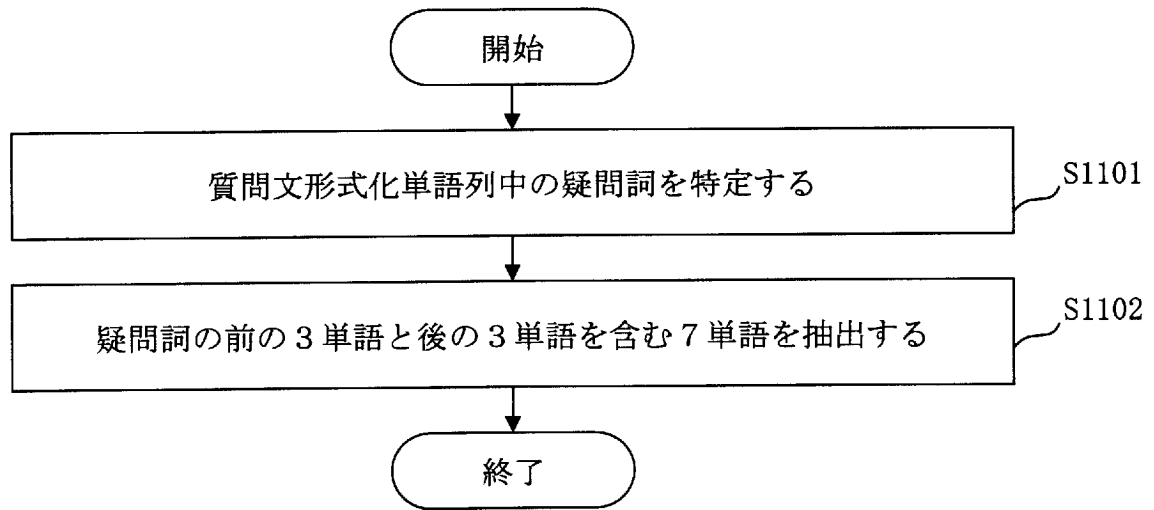 開始
質問文形式化単語列中の疑問詞を特定する
S1101
疑問詞の前の3単語と後の3単語を含む7単語を抽出する
S1102
終了